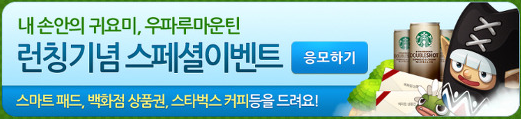 내 손안의 귀요미, 우파루마운틴
런칭기념 스페셜이벤트
응모하기
스마트 패드, 백화점 상품권, 스타벅스 커피등을 드려요!
STARBUCKS
DOUBLESHOT